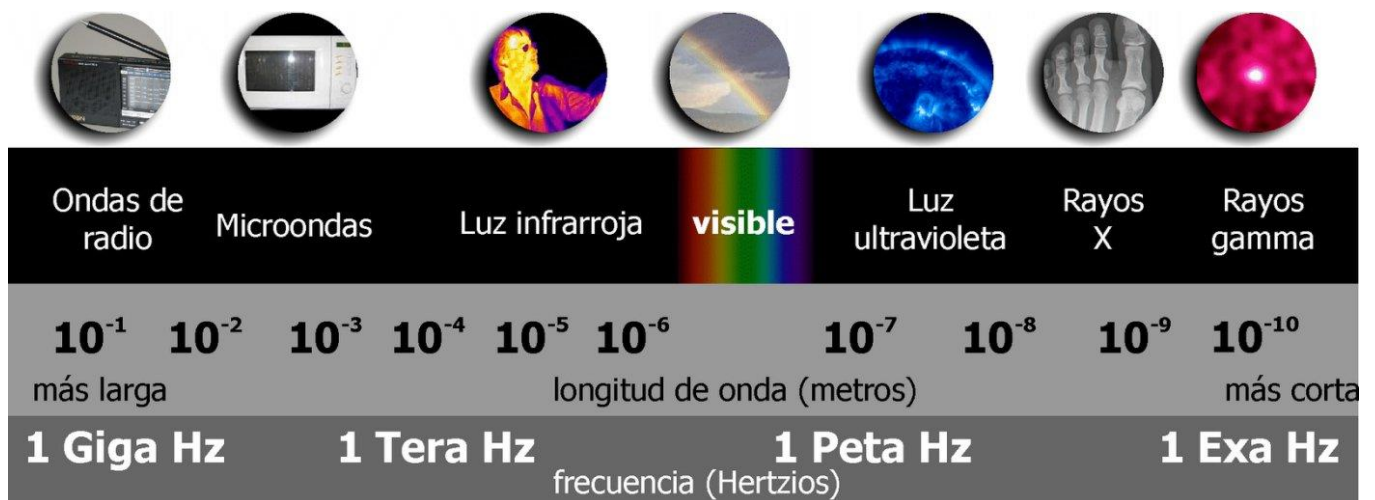 Ondas de
radio
Microondas
Luz infrarroja
visible
Luz
ultravioleta
Rayos
X
Rayos
gamma
10⁻¹ 10⁻² 10⁻³ 10⁻⁴ 10⁻⁵ 10⁻⁶ 10⁻⁷ 10⁻⁸ 10⁻⁹ 10⁻¹⁰
más larga longitud de onda (metros) más corta
1 Giga Hz 1 Tera Hz 1 Peta Hz 1 Exa Hz
frecuencia (Hertzios)